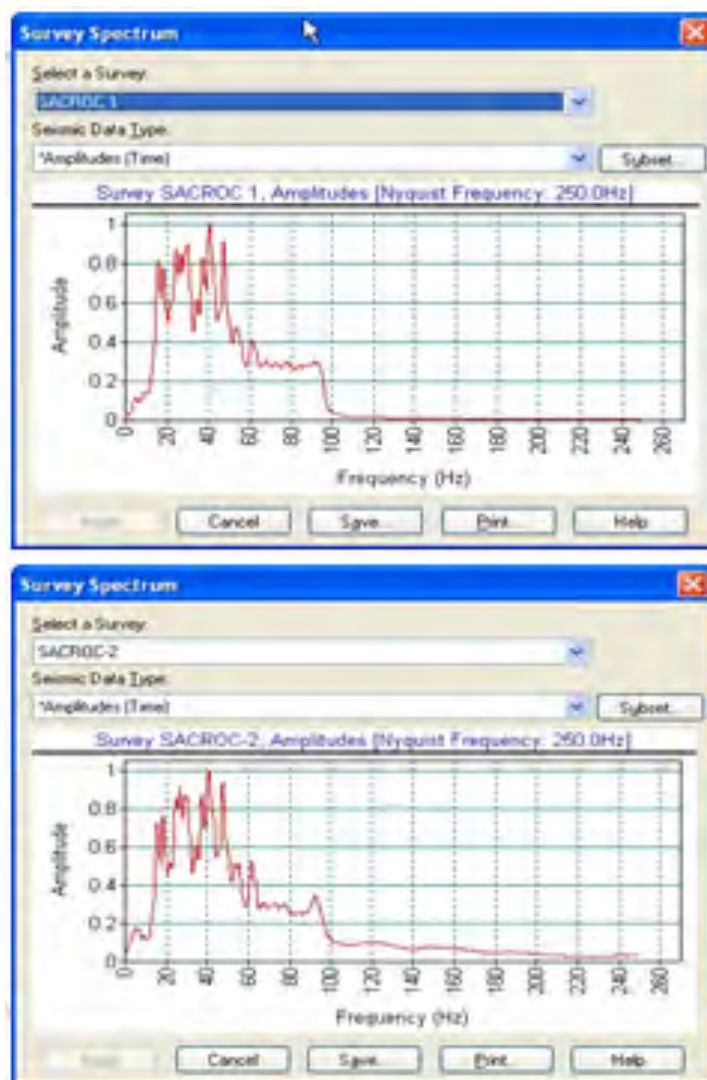 Survey Spectrum
Select a Survey:
SACROC 1
Seismic Data Type:
*Amplitudes (Time)
Subset...
Survey SACROC 1, Amplitudes [Nyquist Frequency: 250.0Hz]
Amplitude
1
0.8
0.6
0.4
0.2
0
0 20 40 60 80 100 120 140 160 180 200 220 240 260
Frequency (Hz)
Cancel Save... Print... Help
Survey Spectrum
Select a Survey:
SACROC-2
Seismic Data Type:
*Amplitudes (Time)
Subset...
Survey SACROC-2, Amplitudes [Nyquist Frequency: 250.0Hz]
Amplitude
1
0.8
0.6
0.4
0.2
0
0 20 40 60 80 100 120 140 160 180 200 220 240 260
Frequency (Hz)
Cancel Save... Print... Help